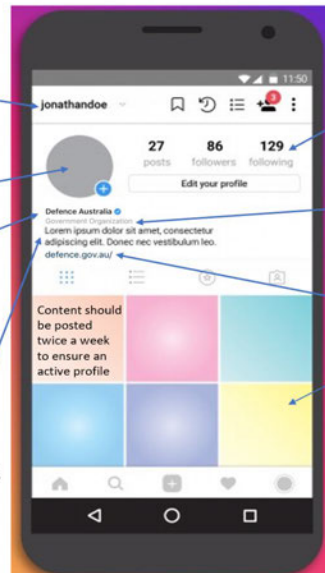 11:50
jonathandoe
3
27 86 129
posts followers following
Edit your profile
Defence Australia
Government Organization
Lorem ipsum dolor sit amet, consectetur
adipiscing elit. Donec nec vestibulum leo.
defence.gov.au/
Content should
be posted
twice a week
to ensure an
active profile